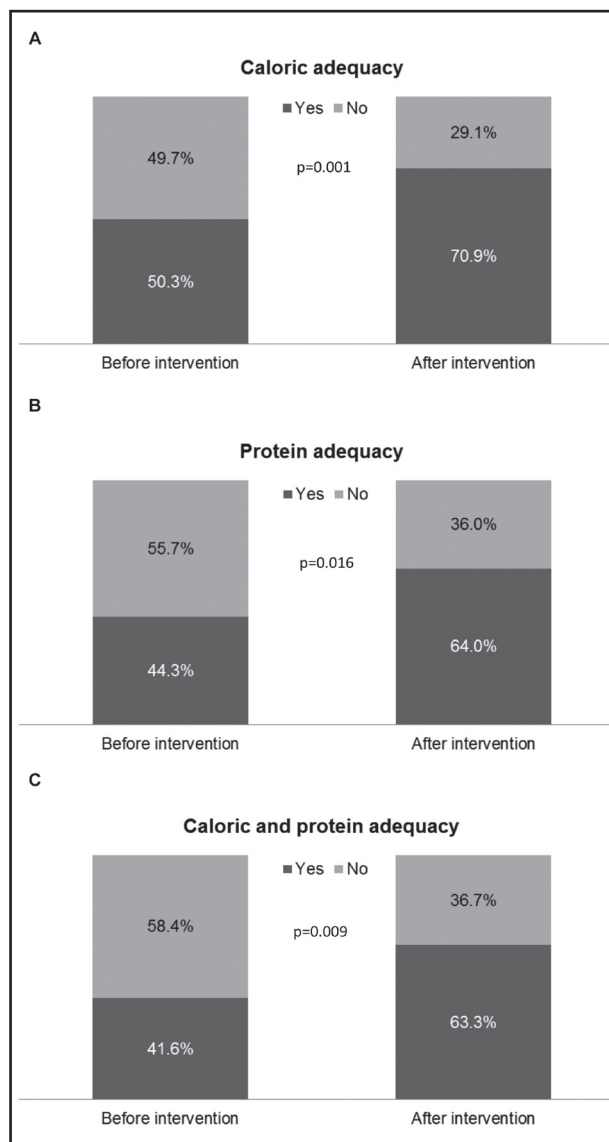 A
Caloric adequacy
Yes No
49.7% 29.1%
p=0.001
50.3% 70.9%
Before intervention After intervention
B
Protein adequacy
Yes No
55.7% 36.0%
p=0.016
44.3% 64.0%
Before intervention After intervention
C
Caloric and protein adequacy
Yes No
58.4% 36.7%
p=0.009
41.6% 63.3%
Before intervention After intervention